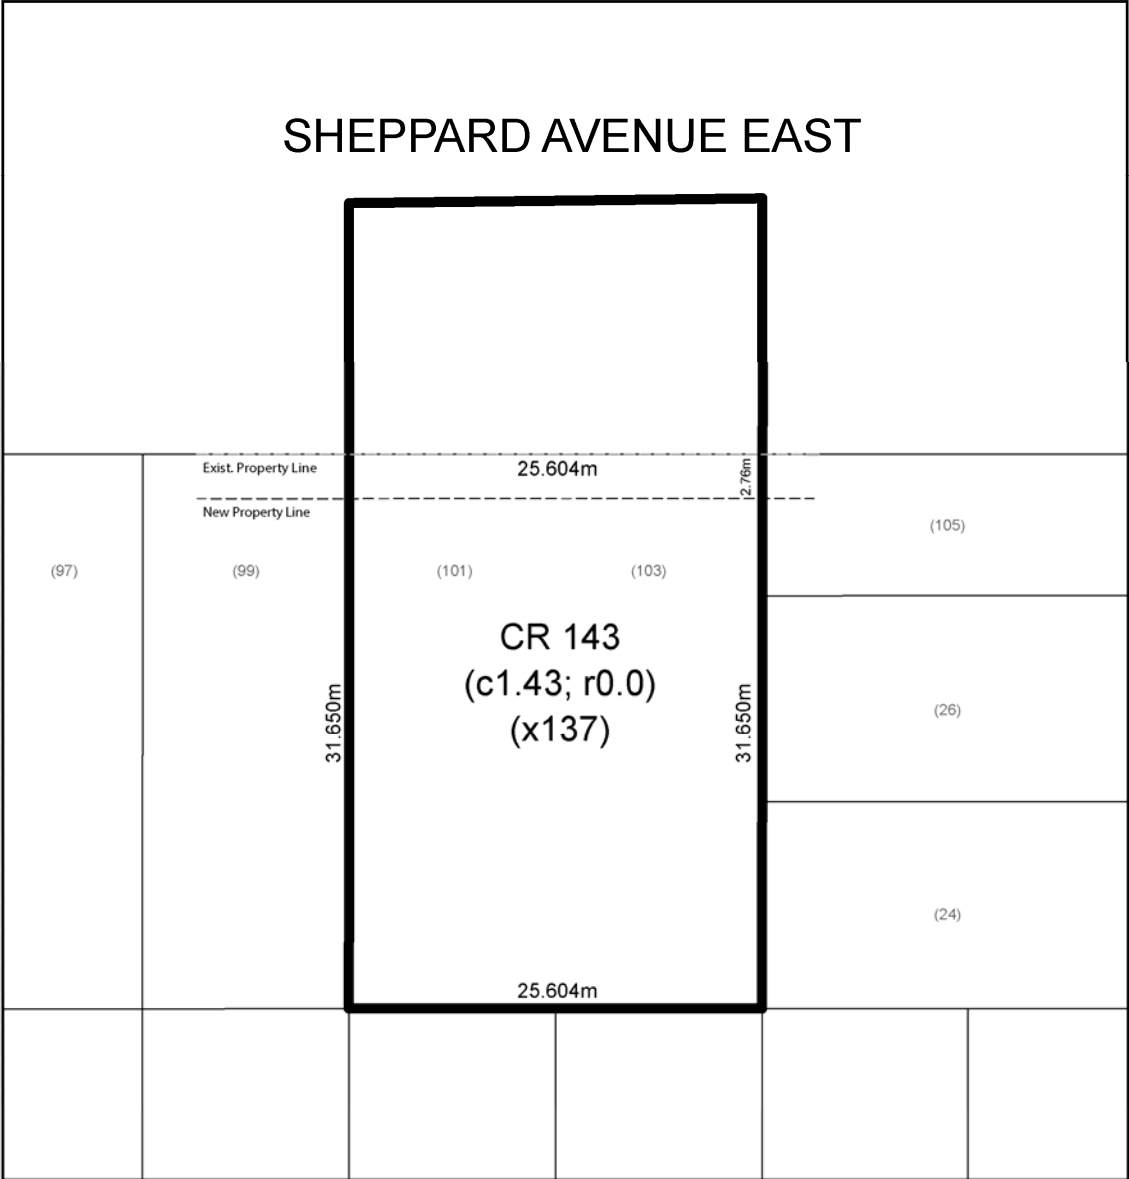 SHEPPARD AVENUE EAST
Exist. Property Line
25.604m
2.76m
New Property Line
(105)
(97)
(99)
(101)
(103)
CR 143
(c1.43; r0.0)
(x137)
31.650m
31.650m
(26)
(24)
25.604m